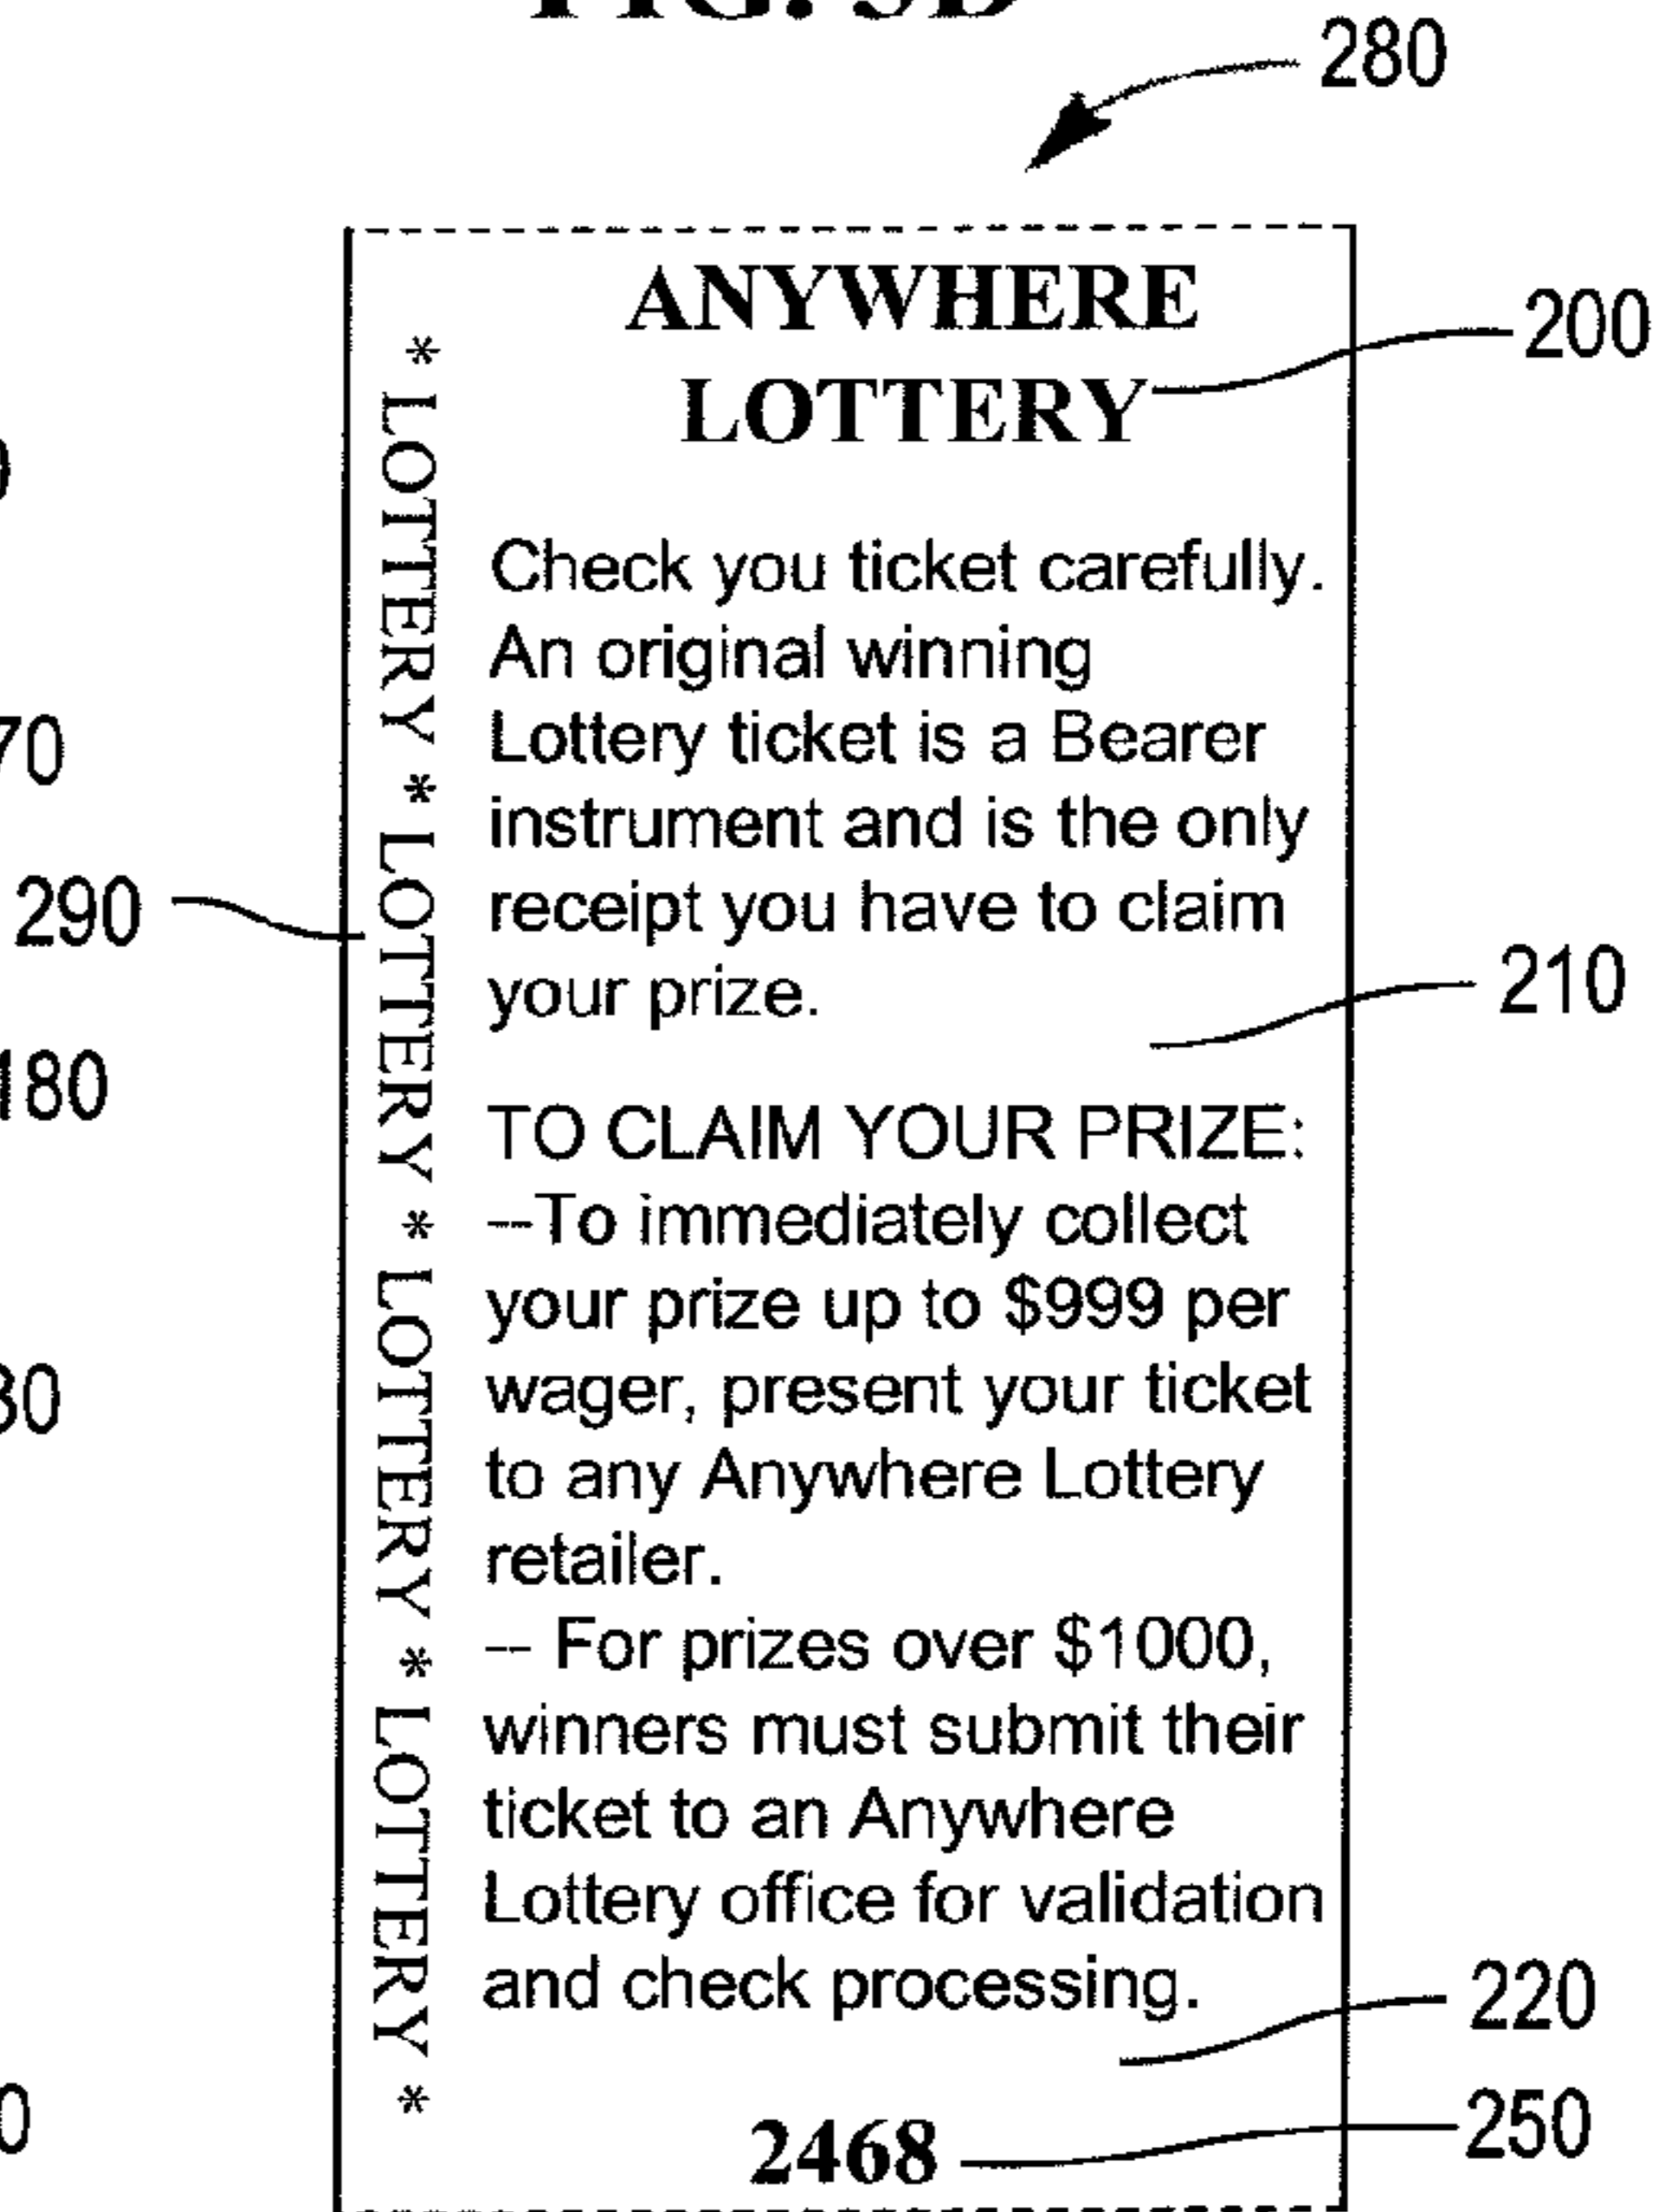 280
ANYWHERE
LOTTERY
200
* LOTTERY * LOTTERY * LOTTERY * LOTTERY *
Check you ticket carefully.
An original winning
Lottery ticket is a Bearer
instrument and is the only
receipt you have to claim
your prize.
290
210
180
TO CLAIM YOUR PRIZE:
--To immediately collect
your prize up to $999 per
wager, present your ticket
to any Anywhere Lottery
retailer.
-- For prizes over $1000,
winners must submit their
ticket to an Anywhere
Lottery office for validation
and check processing.
220
2468
250